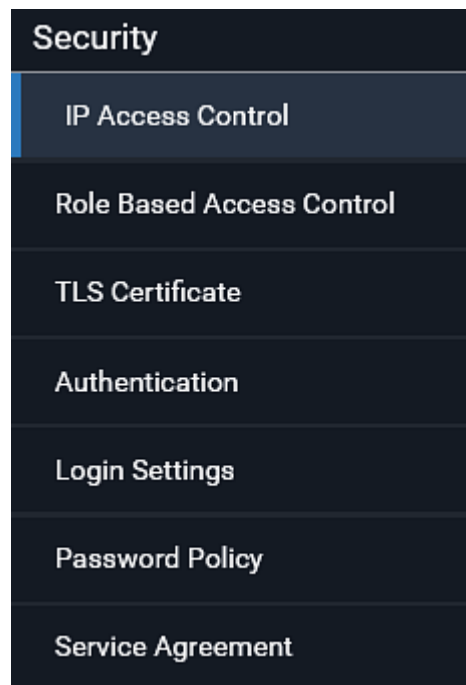 Security
IP Access Control
Role Based Access Control
TLS Certificate
Authentication
Login Settings
Password Policy
Service Agreement